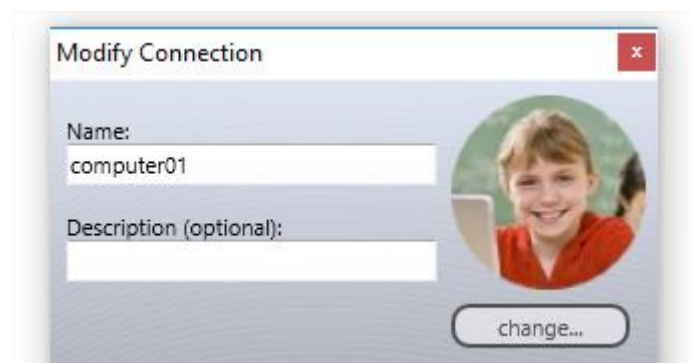 Modify Connection
x
Name:
computer01
Description (optional):
change...